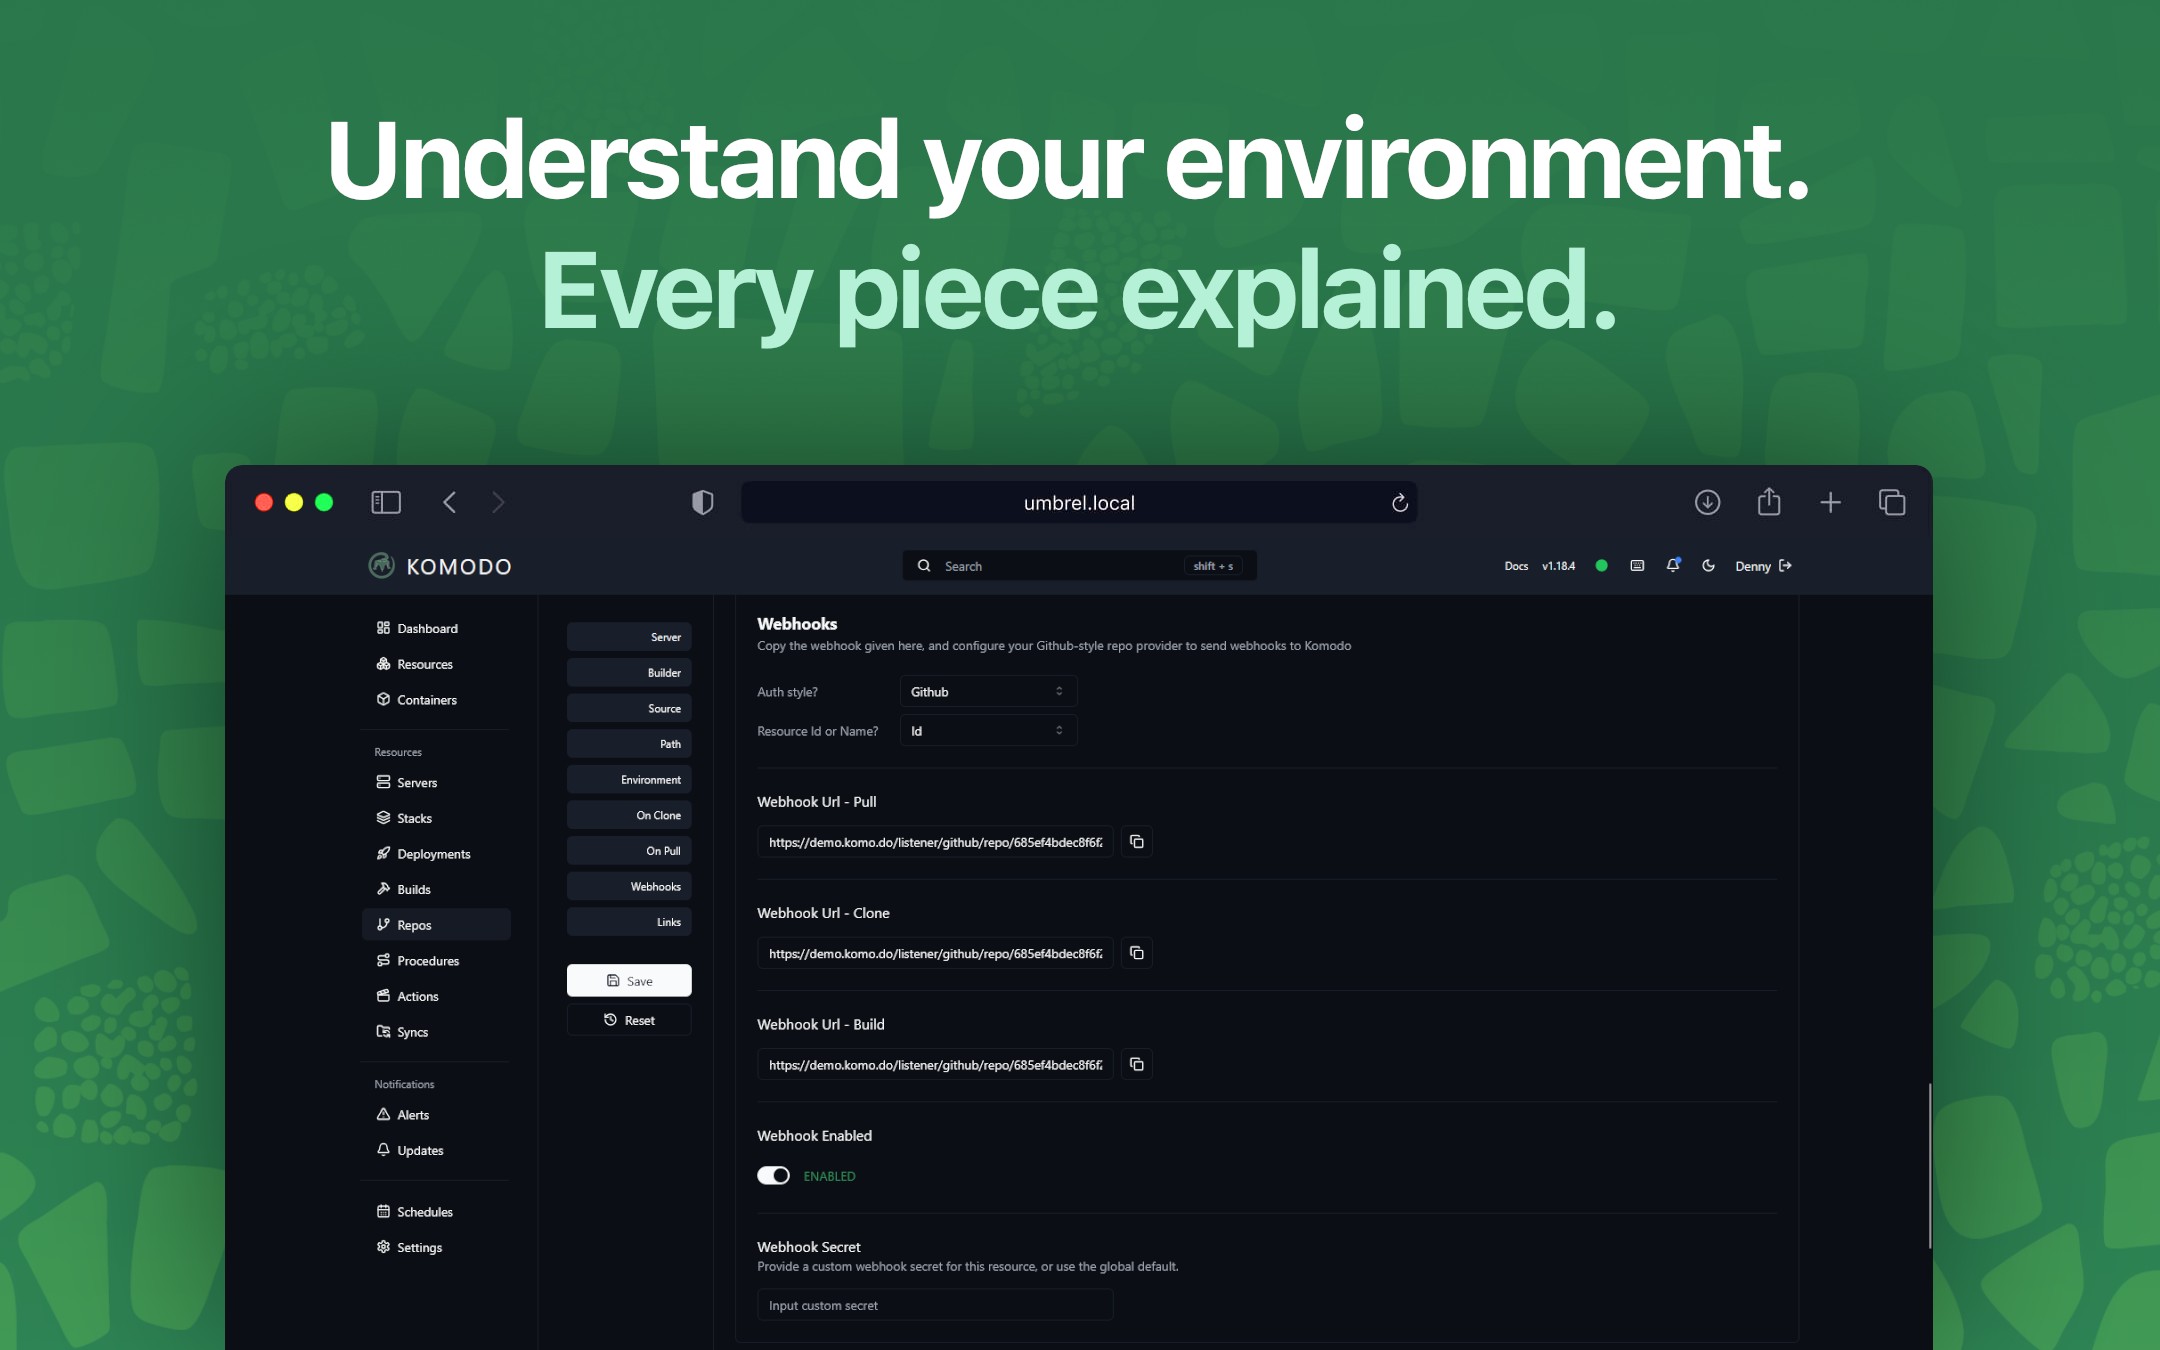 Understand your environment.
Every piece explained.
umbrel.local
KOMODO
Search
shift + s
Docs
v1.18.4
Denny
Dashboard
Resources
Containers
Resources
Servers
Stacks
Deployments
Builds
Repos
Procedures
Actions
Syncs
Notifications
Alerts
Updates
Schedules
Settings
Server
Builder
Source
Path
Environment
On Clone
On Pull
Webhooks
Links
Save
Reset
Webhooks
Copy the webhook given here, and configure your Github-style repo provider to send webhooks to Komodo
Auth style?
Github
Resource Id or Name?
Id
Webhook Url - Pull
https://demo.komo.do/listener/github/repo/685ef4bdec8f6f
Webhook Url - Clone
https://demo.komo.do/listener/github/repo/685ef4bdec8f6f
Webhook Url - Build
https://demo.komo.do/listener/github/repo/685ef4bdec8f6f
Webhook Enabled
ENABLED
Webhook Secret
Provide a custom webhook secret for this resource, or use the global default.
Input custom secret